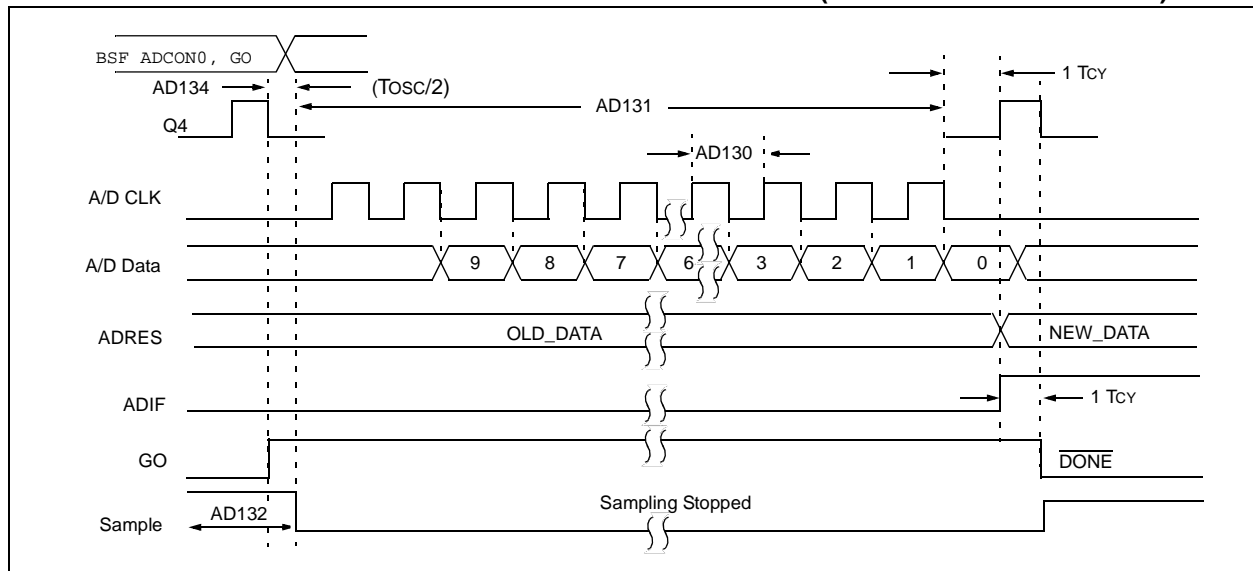 BSF ADCON0, GO
AD134
(TOSC/2)
1 TCY
AD131
Q4
AD130
A/D CLK
A/D Data
9
8
7
6
3
2
1
0
ADRES
OLD_DATA
NEW_DATA
ADIF
1 TCY
GO
DONE
Sampling Stopped
AD132
Sample